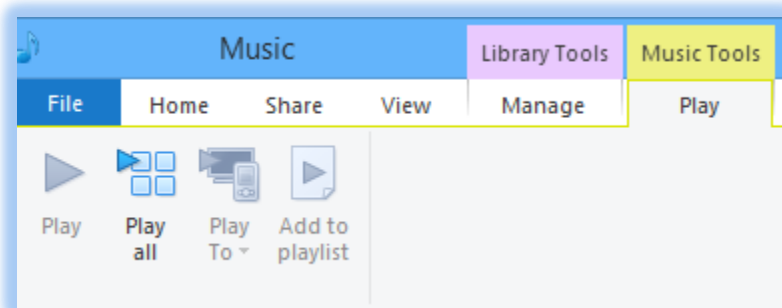 Music
Library Tools
Music Tools
File
Home
Share
View
Manage
Play
Play
Play
all
Play
To
Add to
playlist